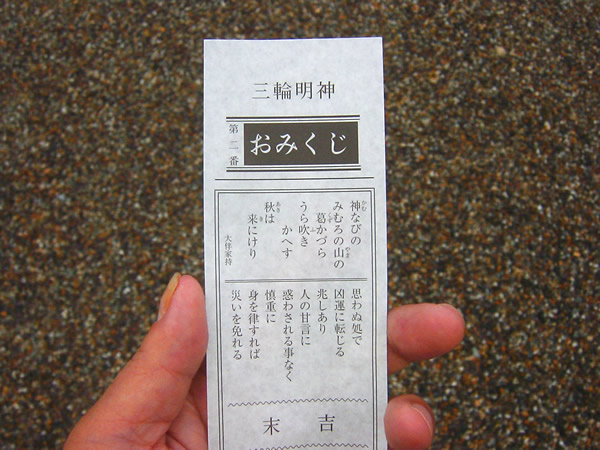 三輪明神
第二番
おみくじ
神なびの
みむろの山の
葛かづら
うら吹き
かへす
秋は
来にけり
大伴家持
思わぬ処で
凶運に転じる
兆しあり
人の甘言に
惑わされる事なく
慎重に
身を律すれば
災いを免れる
末吉